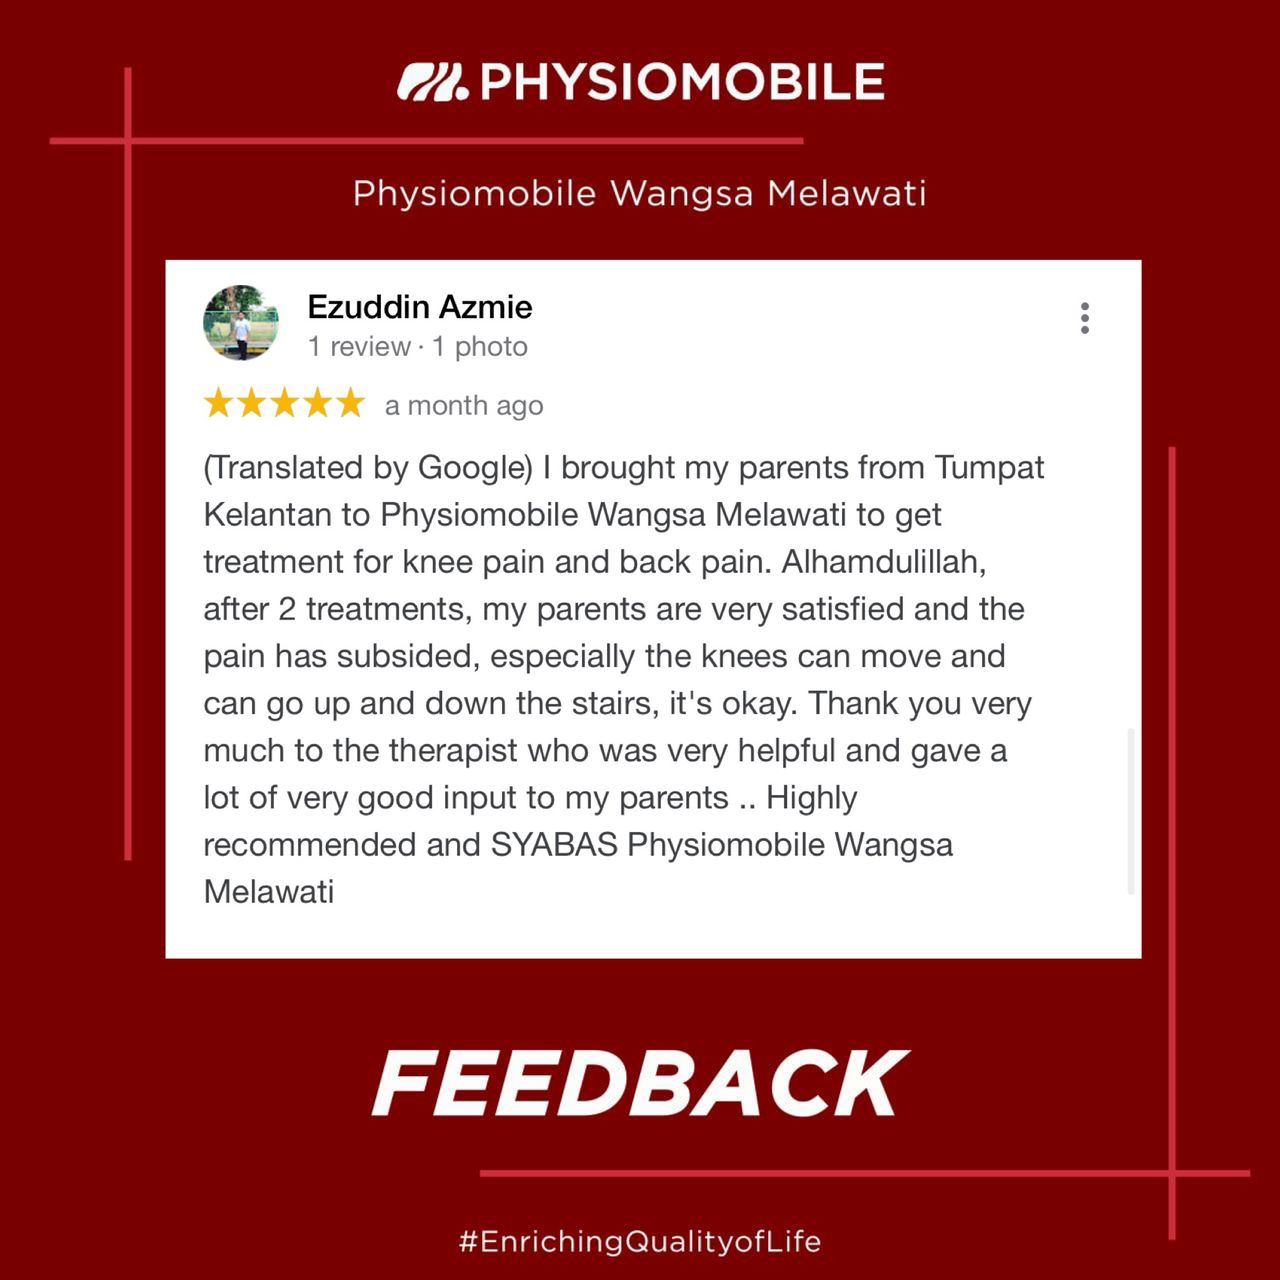 PHYSIOMOBILE
Physiomobile Wangsa Melawati
Ezuddin Azmie
1 review · 1 photo
a month ago
(Translated by Google) I brought my parents from Tumpat
Kelantan to Physiomobile Wangsa Melawati to get
treatment for knee pain and back pain. Alhamdulillah,
after 2 treatments, my parents are very satisfied and the
pain has subsided, especially the knees can move and
can go up and down the stairs, it's okay. Thank you very
much to the therapist who was very helpful and gave a
lot of very good input to my parents .. Highly
recommended and SYABAS Physiomobile Wangsa
Melawati
FEEDBACK
#EnrichingQualityofLife